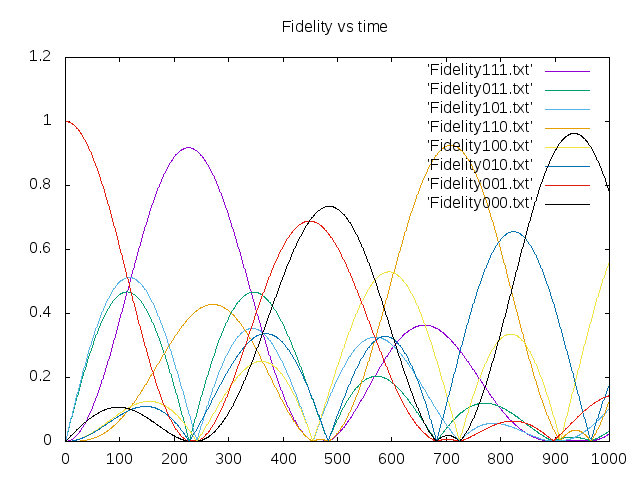 Fidelity vs time
1.2
1
0.8
0.6
0.4
0.2
0
'Fidelity111.txt'
'Fidelity011.txt'
'Fidelity101.txt'
'Fidelity110.txt'
'Fidelity100.txt'
'Fidelity010.txt'
'Fidelity001.txt'
'Fidelity000.txt'
0 100 200 300 400 500 600 700 800 900 1000